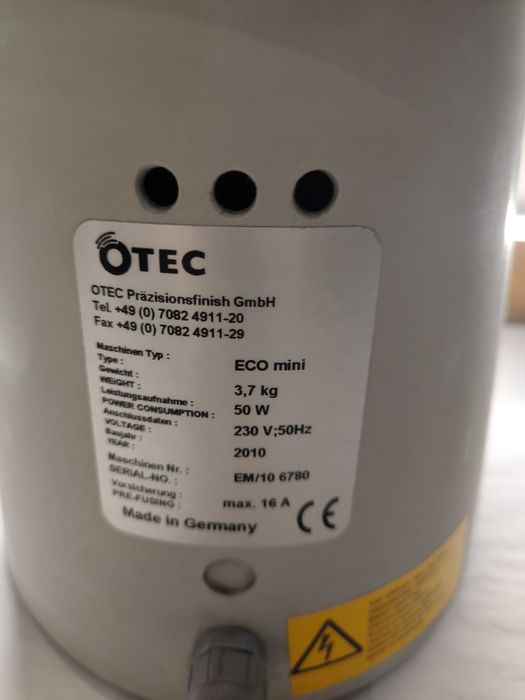 OTEC
OTEC Präzisionsfinish GmbH
Tel. +49 (0) 7082 4911-20
Fax +49 (0) 7082 4911-29
Maschinen Typ :
Type : ECO mini
Gewicht :
WEIGHT : 3,7 kg
Leistungsaufnahme :
POWER CONSUMPTION : 50 W
Anschlussdaten :
VOLTAGE : 230 V;50Hz
Baujahr :
YEAR : 2010
Maschinen Nr. :
SERIAL-NO. : EM/10 6780
Vorsicherung :
PRE-FUSING : max. 16 A
Made in Germany CE